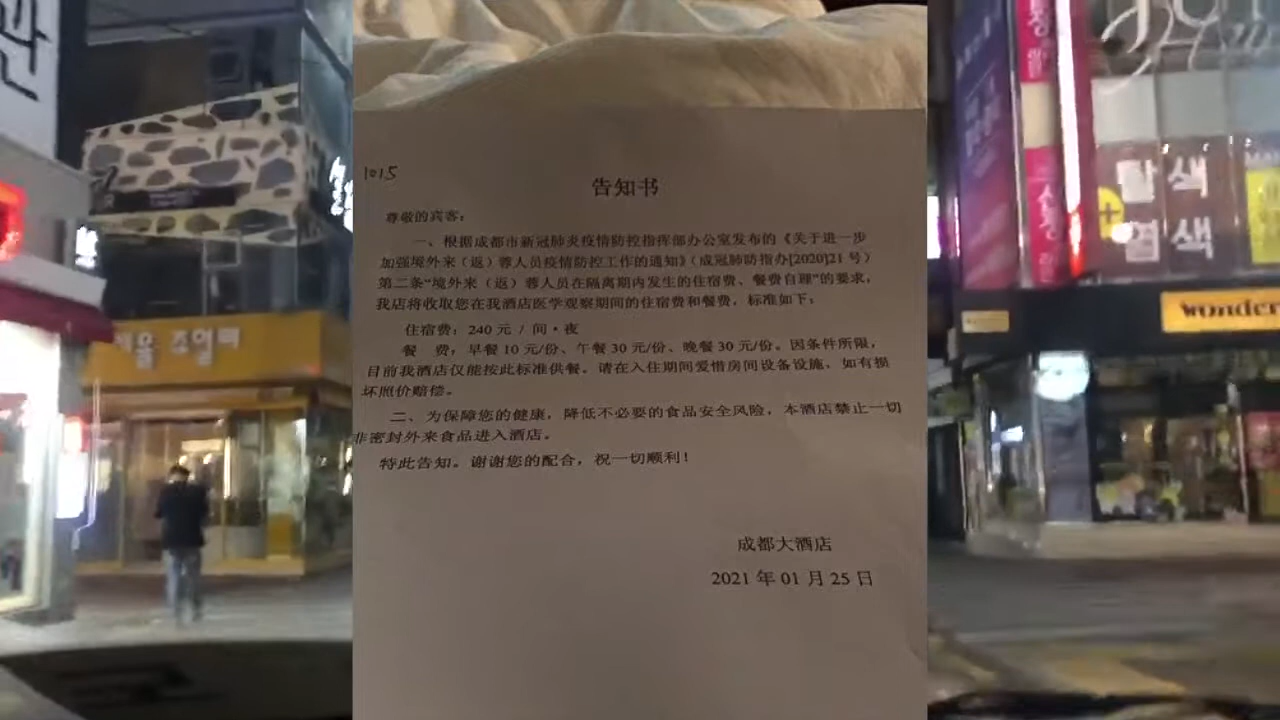 관
조일
1015
告知书
尊敬的宾客:
一、根据成都市新冠肺炎疫情防控指挥部办公室发布的《关于进一步
加强境外来(返)蓉人员疫情防控工作的通知》(成冠肺防指办[2020]21号)
第二条“境外来(返)蓉人员在隔离期内发生的住宿费、餐费自理”的要求,
我店将收取您在我酒店医学观察期间的住宿费和餐费,标准如下:
住宿费:240 元 / 间·夜
餐 费:早餐 10 元/份、午餐 30 元/份、晚餐 30 元/份。因条件所限,
目前我酒店仅能按此标准供餐。请在入住期间爱惜房间设备设施,如有损
坏照价赔偿。
二、为保障您的健康,降低不必要的食品安全风险,本酒店禁止一切
非密封外来食品进入酒店。
特此告知。谢谢您的配合,祝一切顺利!
成都大酒店
2021 年 01 月 25 日
탈색
염색
wonder